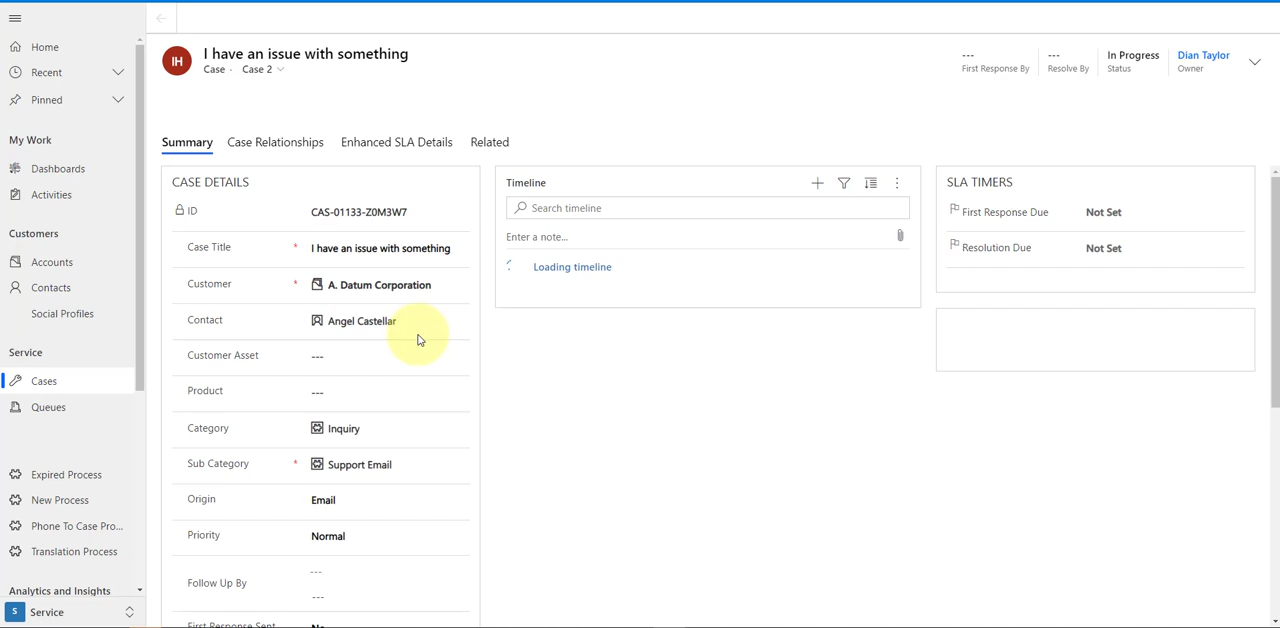 Home
Recent
Pinned
My Work
Dashboards
Activities
Customers
Accounts
Contacts
Social Profiles
Service
Cases
Queues
Expired Process
New Process
Phone To Case Pro...
Translation Process
Analytics and Insights
S Service
IH
I have an issue with something
Case · Case 2
--- First Response By
--- Resolve By
In Progress
Status
Dian Taylor
Owner
Summary Case Relationships Enhanced SLA Details Related
CASE DETAILS
ID CAS-01133-Z0M3W7
Case Title * I have an issue with something
Customer * A. Datum Corporation
Contact Angel Castellar
Customer Asset ---
Product ---
Category Inquiry
Sub Category * Support Email
Origin Email
Priority Normal
Follow Up By
---
---
First Response Sent No
Timeline
Search timeline
Enter a note...
Loading timeline
SLA TIMERS
First Response Due Not Set
Resolution Due Not Set